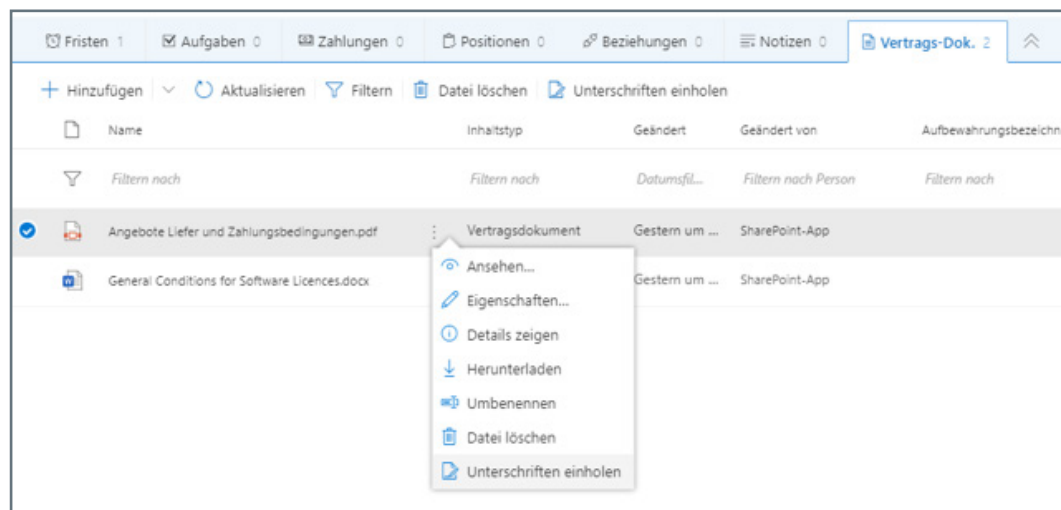 Fristen 1 Aufgaben 0 Zahlungen 0 Positionen 0 Beziehungen 0 Notizen 0 Vertrags-Dok. 2
Hinzufügen Aktualisieren Filtern Datei löschen Unterschriften einholen
Name Inhaltstyp Geändert Geändert von Aufbewahrungsbezeichn
Filtern nach Filtern nach Datumsfil... Filtern nach Person Filtern nach
Angebote Liefer und Zahlungsbedingungen.pdf Vertragsdokument Gestern um ... SharePoint-App
General Conditions for Software Licences.docx Gestern um ... SharePoint-App
Ansehen...
Eigenschaften...
Details zeigen
Herunterladen
Umbenennen
Datei löschen
Unterschriften einholen